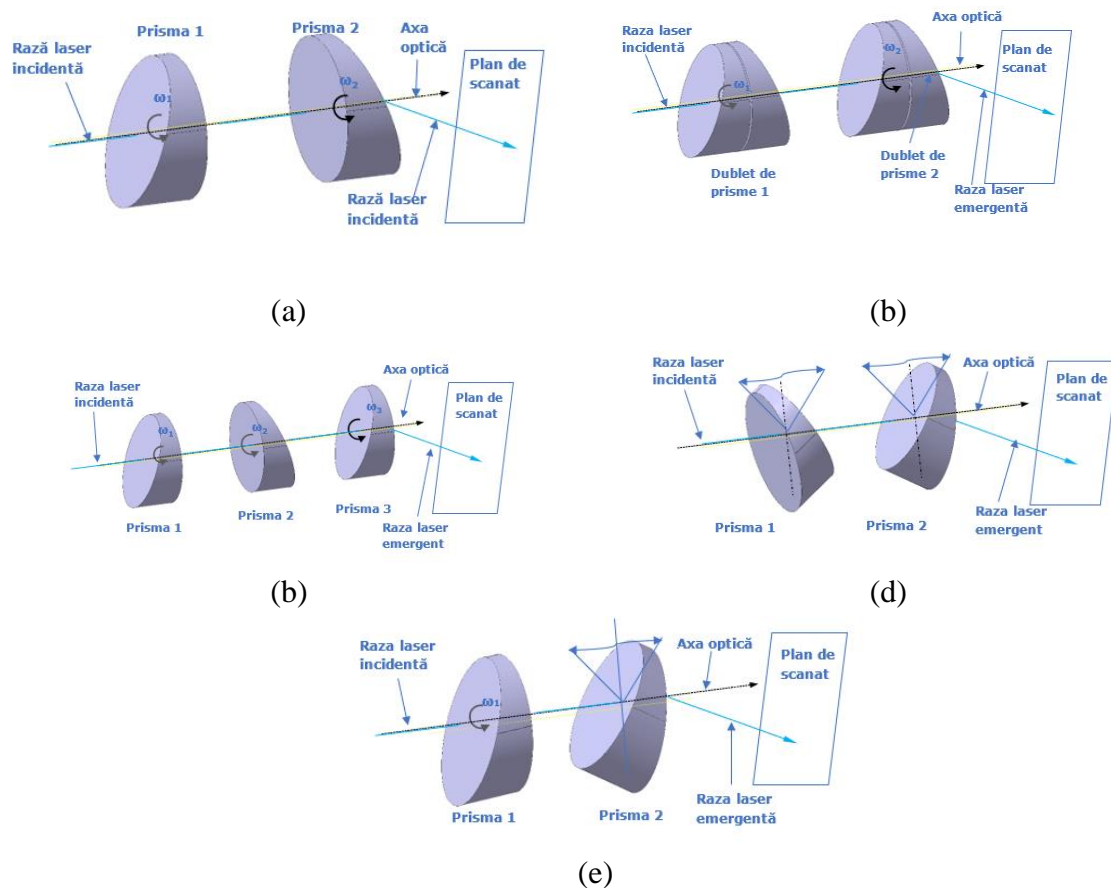 Prisma 1
Prisma 2
Axa
optică
Rază laser
incidentă
Plan de
scanat
ω1
ω2
Rază laser
incidentă
(a)
Axa optică
Raza laser
incidentă
Plan de
scanat
ω1
ω2
Dublet de
prisme 1
Dublet de
prisme 2
Raza laser
emergentă
(b)
Raza laser
incidentă
Axa optică
Plan de
scanat
ω1
ω2
ω3
Prisma 1
Prisma 2
Prisma 3
Raza laser
emergent
(b)
Raza laser
incidentă
Axa optică
Plan de
scanat
Prisma 1
Prisma 2
Raza laser
emergent
(d)
Raza laser
incidentă
Axa optică
Plan de
scanat
ω1
Prisma 1
Prisma 2
Raza laser
emergentă
(e)